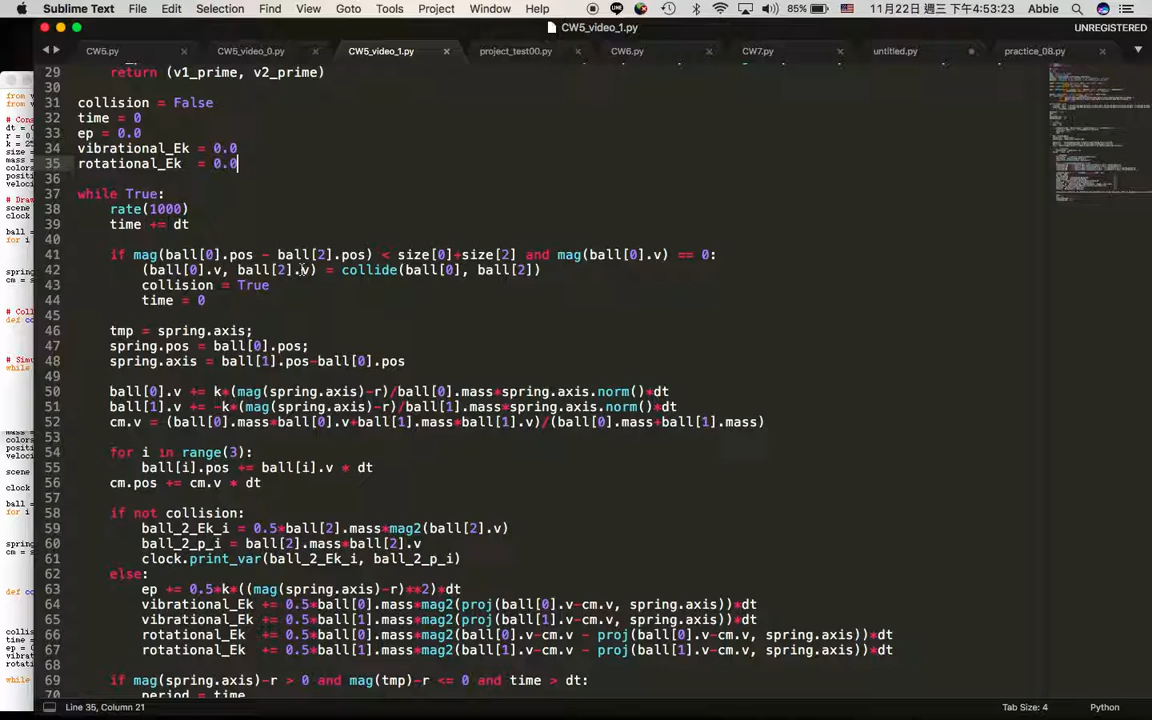 Sublime Text File Edit Selection Find View Goto Tools Project Window Help 85% 11月22日 週三 下午4:53:23 Abbie
CW5_video_1.py UNREGISTERED
CW5.py CW5_video_0.py CW5_video_1.py project_test00.py CW6.py CW7.py untitled.py practice_08.py
29 return (v1_prime, v2_prime)
30
31 collision = False
32 time = 0
33 ep = 0.0
34 vibrational_Ek = 0.0
35 rotational_Ek  = 0.0
36
37 while True:
38 rate(1000)
39 time += dt
40
41 if mag(ball[0].pos - ball[2].pos) < size[0]+size[2] and mag(ball[0].v) == 0:
42 (ball[0].v, ball[2].v) = collide(ball[0], ball[2])
43 collision = True
44 time = 0
45
46 tmp = spring.axis;
47 spring.pos = ball[0].pos;
48 spring.axis = ball[1].pos-ball[0].pos
49
50 ball[0].v += k*(mag(spring.axis)-r)/ball[0].mass*spring.axis.norm()*dt
51 ball[1].v += -k*(mag(spring.axis)-r)/ball[1].mass*spring.axis.norm()*dt
52 cm.v = (ball[0].mass*ball[0].v+ball[1].mass*ball[1].v)/(ball[0].mass+ball[1].mass)
53
54 for i in range(3):
55 ball[i].pos += ball[i].v * dt
56 cm.pos += cm.v * dt
57
58 if not collision:
59 ball_2_Ek_i = 0.5*ball[2].mass*mag2(ball[2].v)
60 ball_2_p_i = ball[2].mass*ball[2].v
61 clock.print_var(ball_2_Ek_i, ball_2_p_i)
62 else:
63 ep += 0.5*k*((mag(spring.axis)-r)**2)*dt
64 vibrational_Ek += 0.5*ball[0].mass*mag2(proj(ball[0].v-cm.v, spring.axis))*dt
65 vibrational_Ek += 0.5*ball[1].mass*mag2(proj(ball[1].v-cm.v, spring.axis))*dt
66 rotational_Ek  += 0.5*ball[0].mass*mag2(ball[0].v-cm.v - proj(ball[0].v-cm.v, spring.axis))*dt
67 rotational_Ek  += 0.5*ball[1].mass*mag2(ball[1].v-cm.v - proj(ball[1].v-cm.v, spring.axis))*dt
68
69 if mag(spring.axis)-r > 0 and mag(tmp)-r <= 0 and time > dt:
70 period = time
Line 35, Column 21 Tab Size: 4 Python